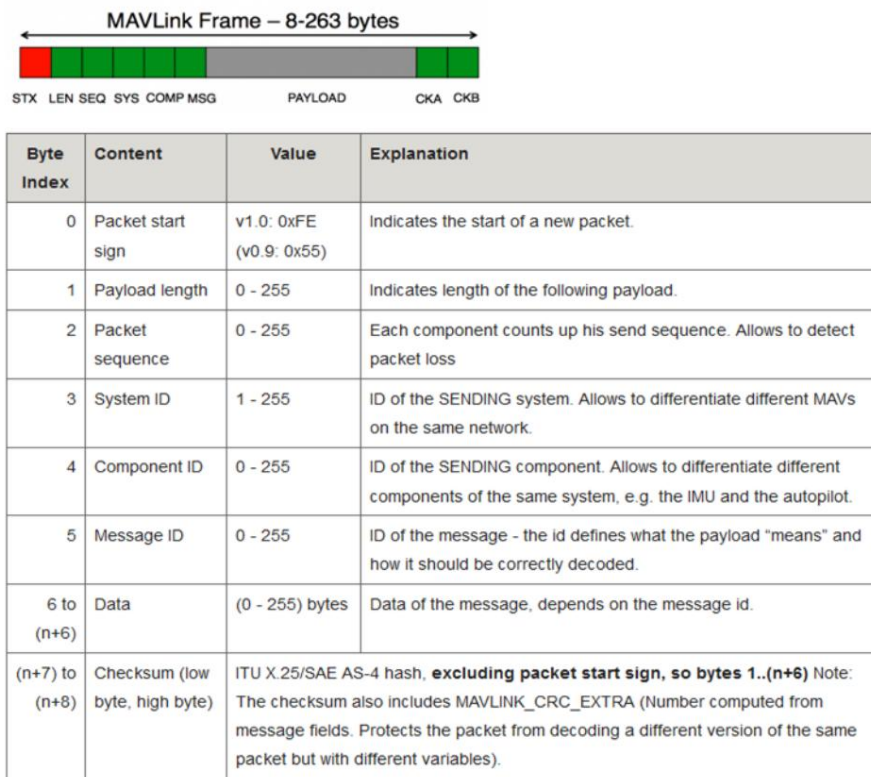 MAVLink Frame – 8-263 bytes
STX LEN SEQ SYS COMP MSG PAYLOAD CKA CKB
Byte Index Content Value Explanation
0 Packet start sign v1.0: 0xFE (v0.9: 0x55) Indicates the start of a new packet.
1 Payload length 0 - 255 Indicates length of the following payload.
2 Packet sequence 0 - 255 Each component counts up his send sequence. Allows to detect packet loss
3 System ID 1 - 255 ID of the SENDING system. Allows to differentiate different MAVs on the same network.
4 Component ID 0 - 255 ID of the SENDING component. Allows to differentiate different components of the same system, e.g. the IMU and the autopilot.
5 Message ID 0 - 255 ID of the message - the id defines what the payload “means” and how it should be correctly decoded.
6 to (n+6) Data (0 - 255) bytes Data of the message, depends on the message id.
(n+7) to (n+8) Checksum (low byte, high byte) ITU X.25/SAE AS-4 hash, excluding packet start sign, so bytes 1..(n+6) Note: The checksum also includes MAVLINK_CRC_EXTRA (Number computed from message fields. Protects the packet from decoding a different version of the same packet but with different variables).